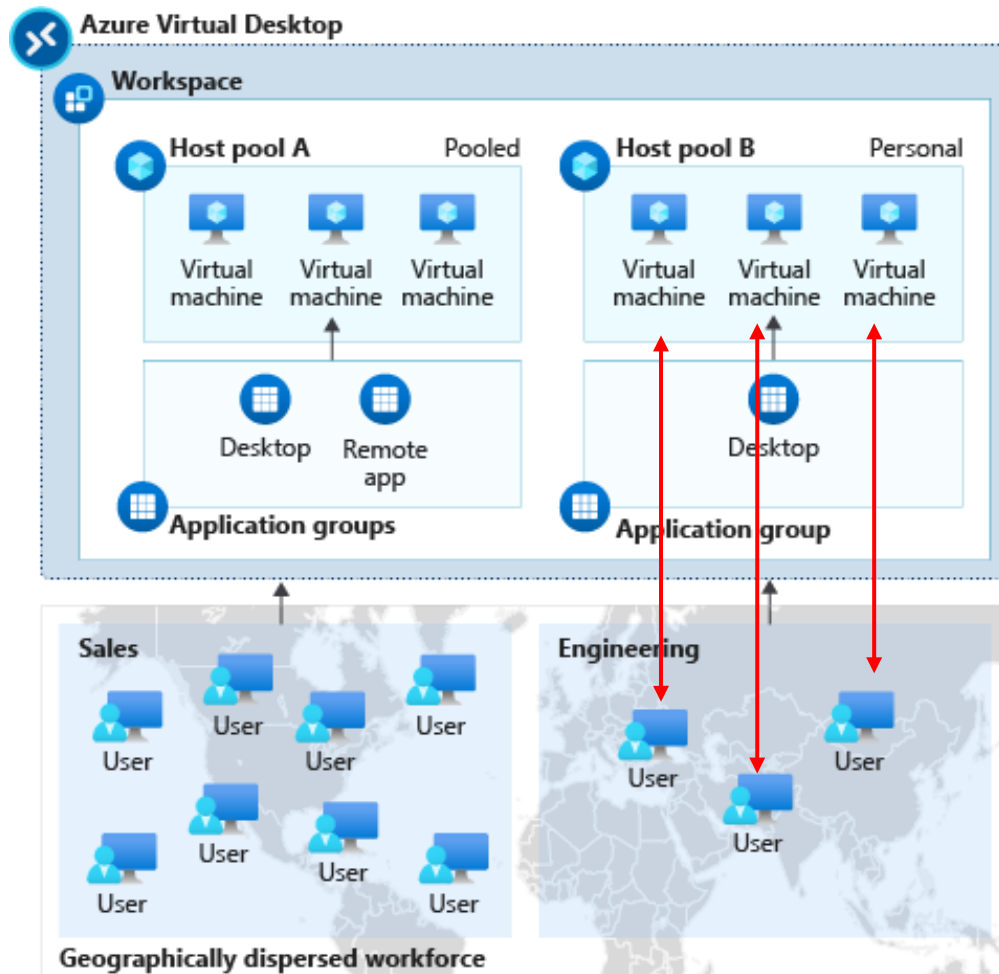 Azure Virtual Desktop
Workspace
Host pool A
Pooled
Virtual
machine
Virtual
machine
Virtual
machine
Desktop
Remote
app
Application groups
Host pool B
Personal
Virtual
machine
Virtual
machine
Virtual
machine
Desktop
Application group
Sales
User
User
User
User
User
User
User
User
Engineering
User
User
User
Geographically dispersed workforce